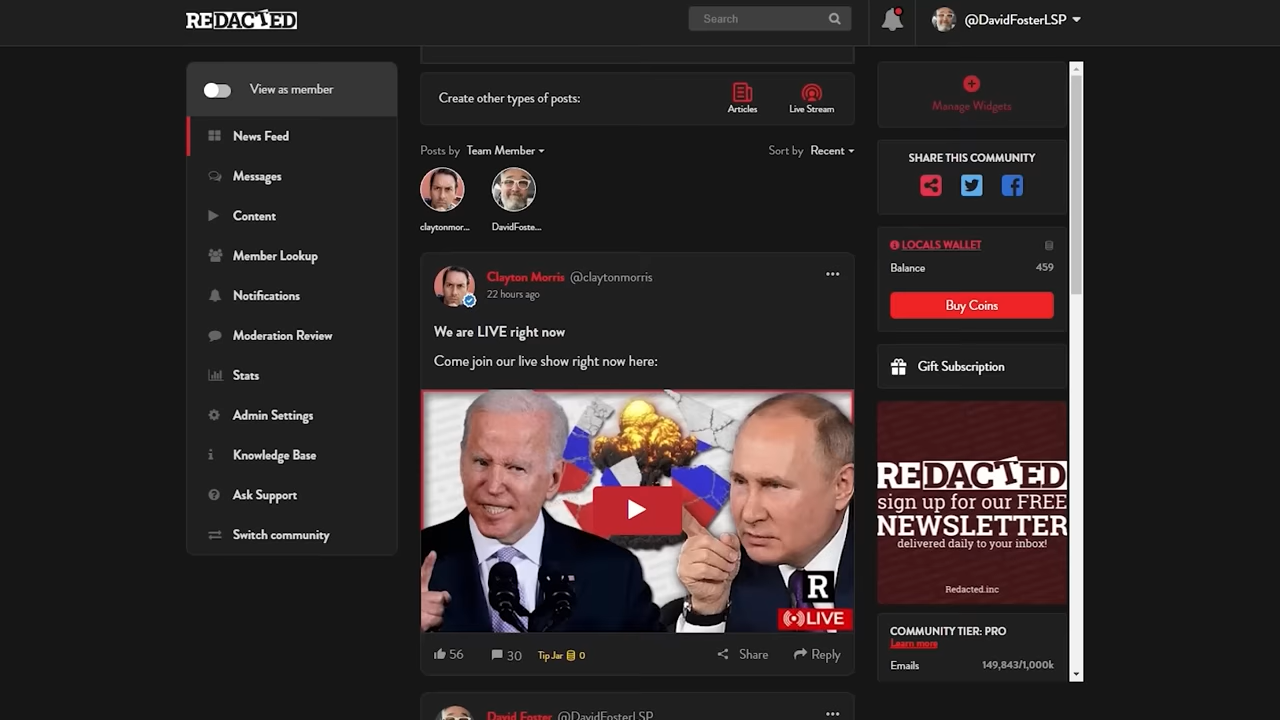 REDACTED
Search
@DavidFosterLSP
View as member
News Feed
Messages
Content
Member Lookup
Notifications
Moderation Review
Stats
Admin Settings
Knowledge Base
Ask Support
Switch community
Create other types of posts:
Articles
Live Stream
Posts by Team Member
Sort by Recent
claytonmor...
DavidFoste...
Clayton Morris @claytonmorris
22 hours ago
We are LIVE right now
Come join our live show right now here:
R
LIVE
56
30
Tip Jar 0
Share
Reply
David Foster @DavidFosterLSP
Manage Widgets
SHARE THIS COMMUNITY
LOCALS WALLET
Balance 459
Buy Coins
Gift Subscription
REDACTED
sign up for our FREE
NEWSLETTER
delivered daily to your inbox!
Redacted.inc
COMMUNITY TIER: PRO
Learn more
Emails 149,843/1,000k